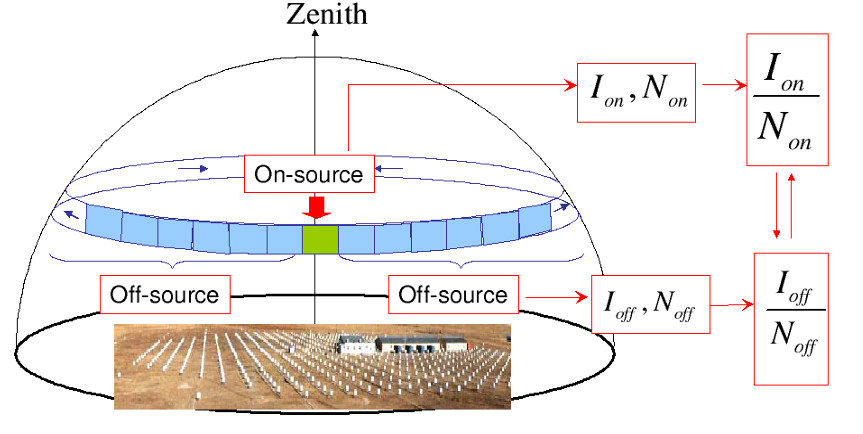 Zenith
On-source
I_on, N_on
I_on
N_on
Off-source
Off-source
I_off, N_off
I_off
N_off